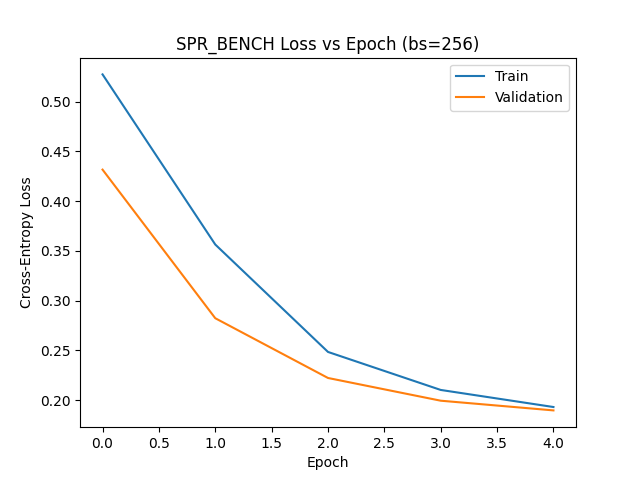 SPR_BENCH Loss vs Epoch (bs=256)
Train
Validation
Cross-Entropy Loss
0.50
0.45
0.40
0.35
0.30
0.25
0.20
0.0 0.5 1.0 1.5 2.0 2.5 3.0 3.5 4.0
Epoch